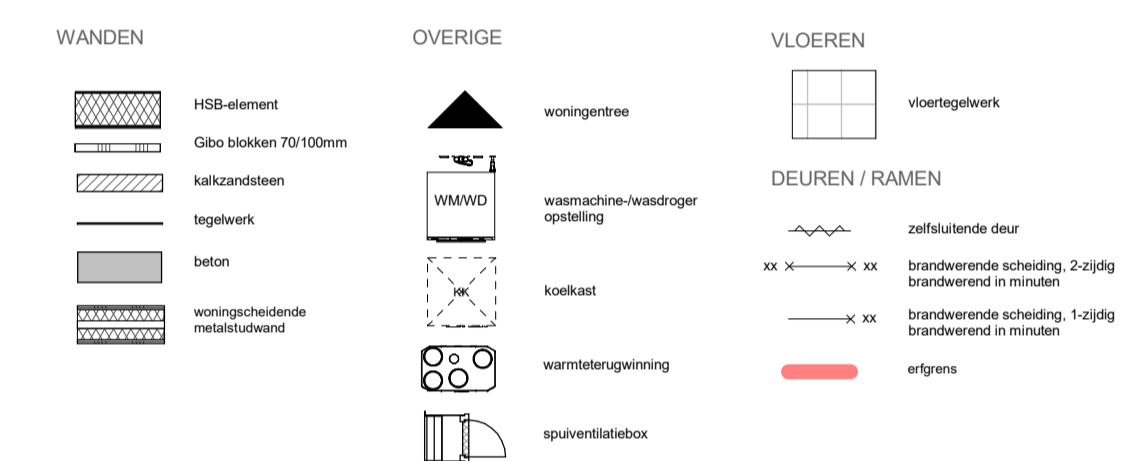 WANDEN
HSB-element
Gibo blokken 70/100mm
kalkzandsteen
tegelwerk
beton
woningscheidende
metalstudwand
OVERIGE
woningentree
WM/WD
wasmachine-/wasdroger
opstelling
KK
koelkast
warmteterugwinning
spuiventilatiebox
VLOEREN
vloertegelwerk
DEUREN / RAMEN
zelfsluitende deur
xx xx
brandwerende scheiding, 2-zijdig
brandwerend in minuten
xx
brandwerende scheiding, 1-zijdig
brandwerend in minuten
erfgrens